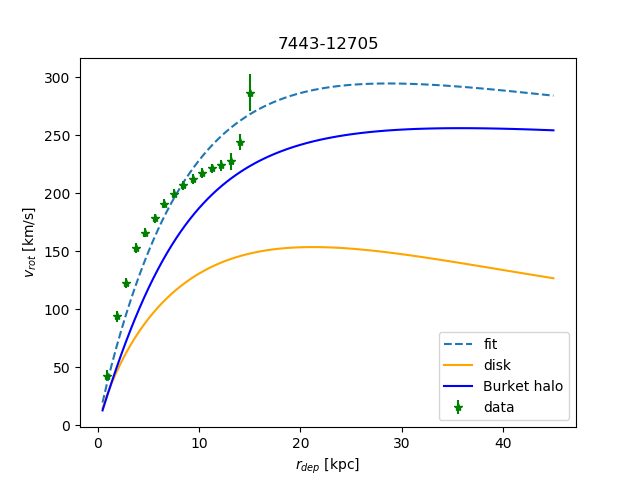 7443-12705
300
250
200
150
100
50
0
v_rot [km/s]
0 10 20 30 40
r_dep [kpc]
fit
disk
Burket halo
data